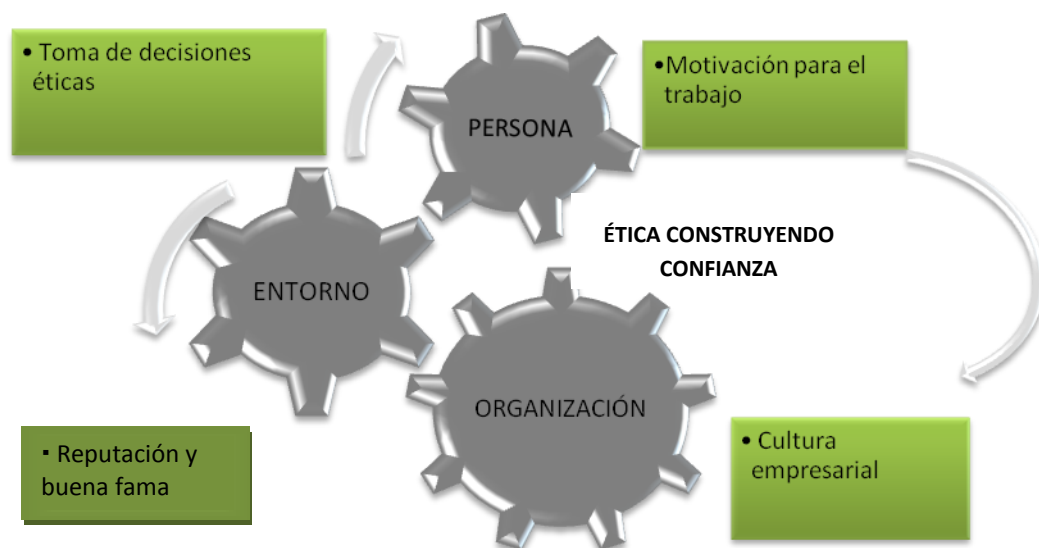 • Toma de decisiones
éticas
PERSONA
•Motivación para el
trabajo
ÉTICA CONSTRUYENDO
CONFIANZA
ENTORNO
ORGANIZACIÓN
▪ Reputación y
buena fama
• Cultura
empresarial